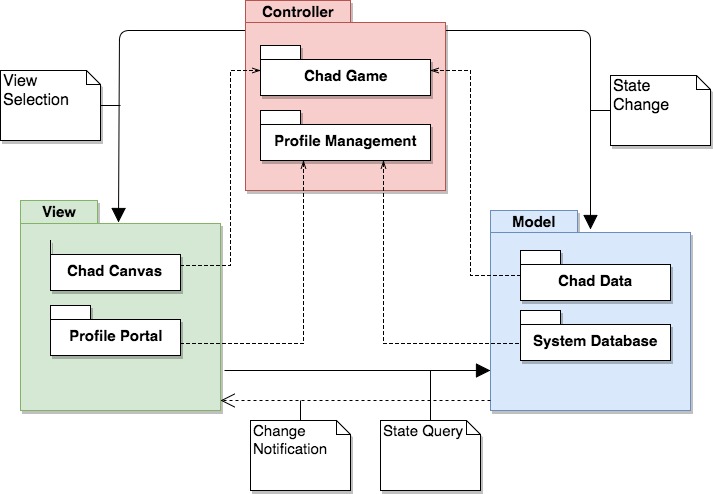 Controller
View
Selection
Chad Game
State
Change
Profile Management
View
Model
Chad Canvas
Chad Data
Profile Portal
System Database
Change
Notification
State Query